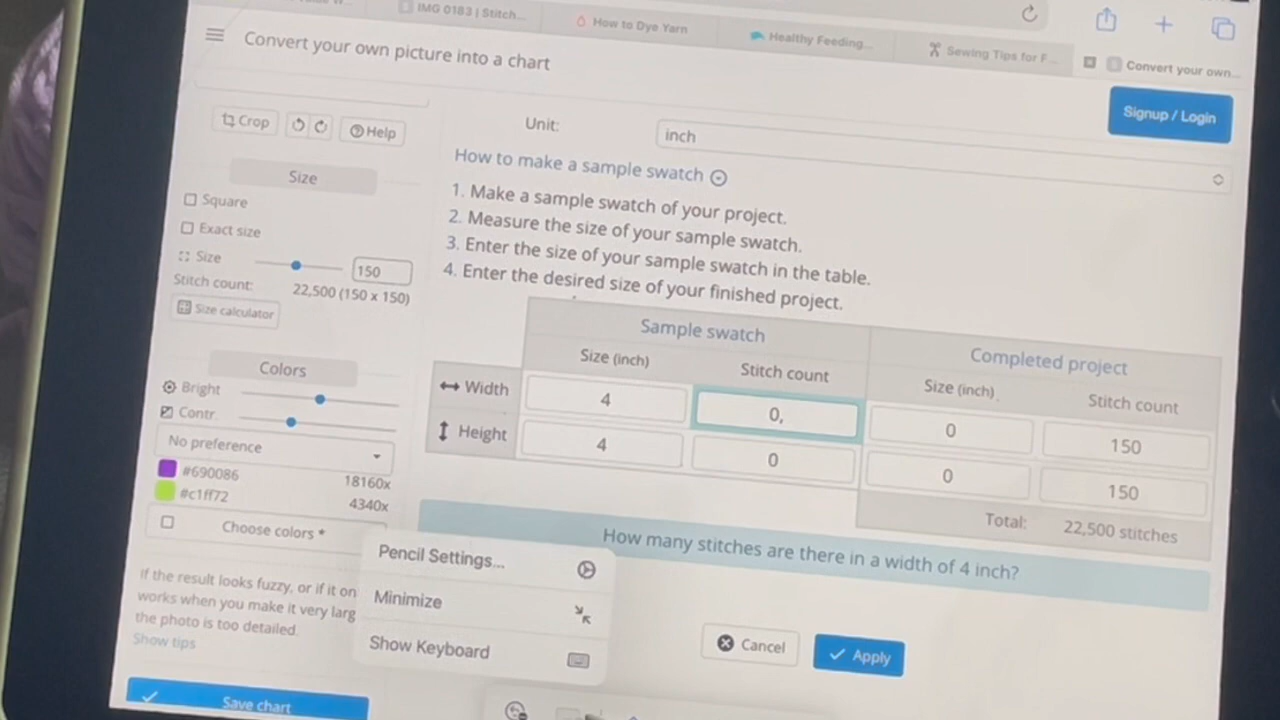 IMG 0183 | Stitch...
How to Dye Yarn
Healthy Feeding...
Sewing Tips for F...
Convert your own...
Convert your own picture into a chart
Signup / Login
Crop
Help
Unit:
inch
How to make a sample swatch
1. Make a sample swatch of your project.
2. Measure the size of your sample swatch.
3. Enter the size of your sample swatch in the table.
4. Enter the desired size of your finished project.
Size
Square
Exact size
Size
150
Stitch count:
22,500 (150 x 150)
Size calculator
Sample swatch
Completed project
Size (inch)
Stitch count
Size (inch)
Stitch count
Width
4
0,
0
150
Height
4
0
0
150
Total:
22,500 stitches
Colors
Bright
Contr.
No preference
#690086
18160x
#c1ff72
4340x
Choose colors *
How many stitches are there in a width of 4 inch?
Pencil Settings...
Minimize
Show Keyboard
If the result looks fuzzy, or if it on
works when you make it very larg
the photo is too detailed.
Show tips
Cancel
Apply
Save chart